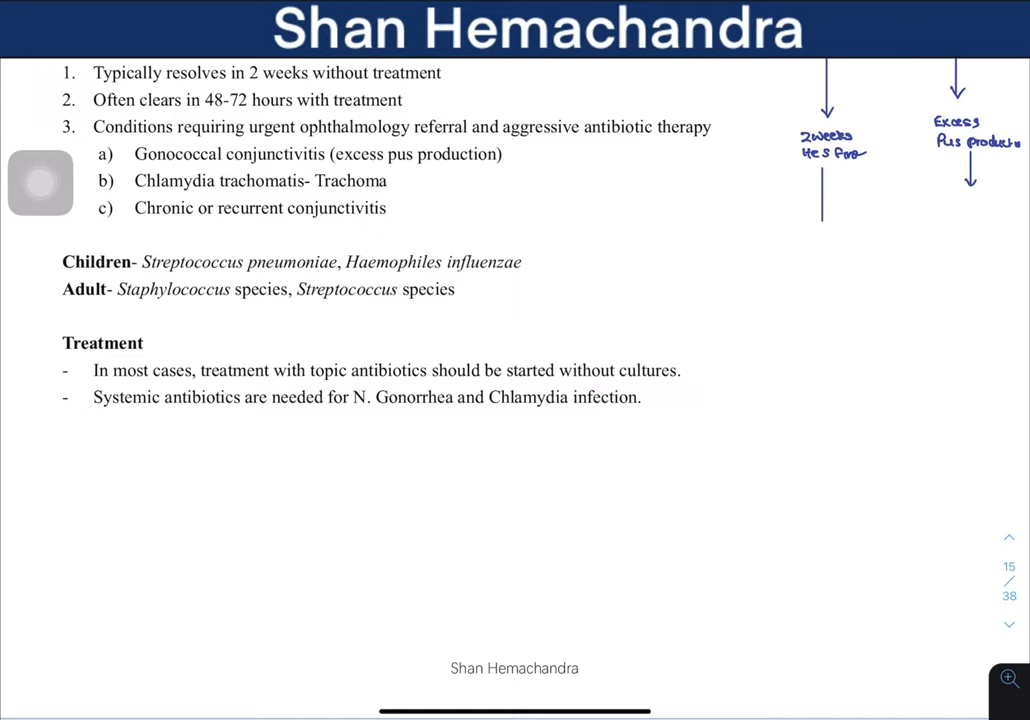 Shan Hemachandra
1. Typically resolves in 2 weeks without treatment
2. Often clears in 48-72 hours with treatment
3. Conditions requiring urgent ophthalmology referral and aggressive antibiotic therapy
a) Gonococcal conjunctivitis (excess pus production)
b) Chlamydia trachomatis- Trachoma
c) Chronic or recurrent conjunctivitis
2 weeks
Excess
Pus
Children- Streptococcus pneumoniae, Haemophiles influenzae
Adult- Staphylococcus species, Streptococcus species
Treatment
- In most cases, treatment with topic antibiotics should be started without cultures.
- Systemic antibiotics are needed for N. Gonorrhea and Chlamydia infection.
15
/
38
Shan Hemachandra